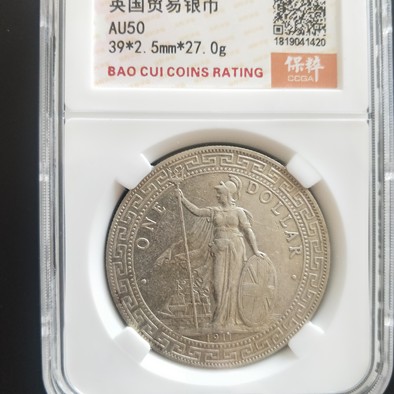 英国贸易银币
AU50
39*2.5mm*27.0g
1819041420
BAO CUI COINS RATING
保粹
CCGA
ONE DOLLAR
1911